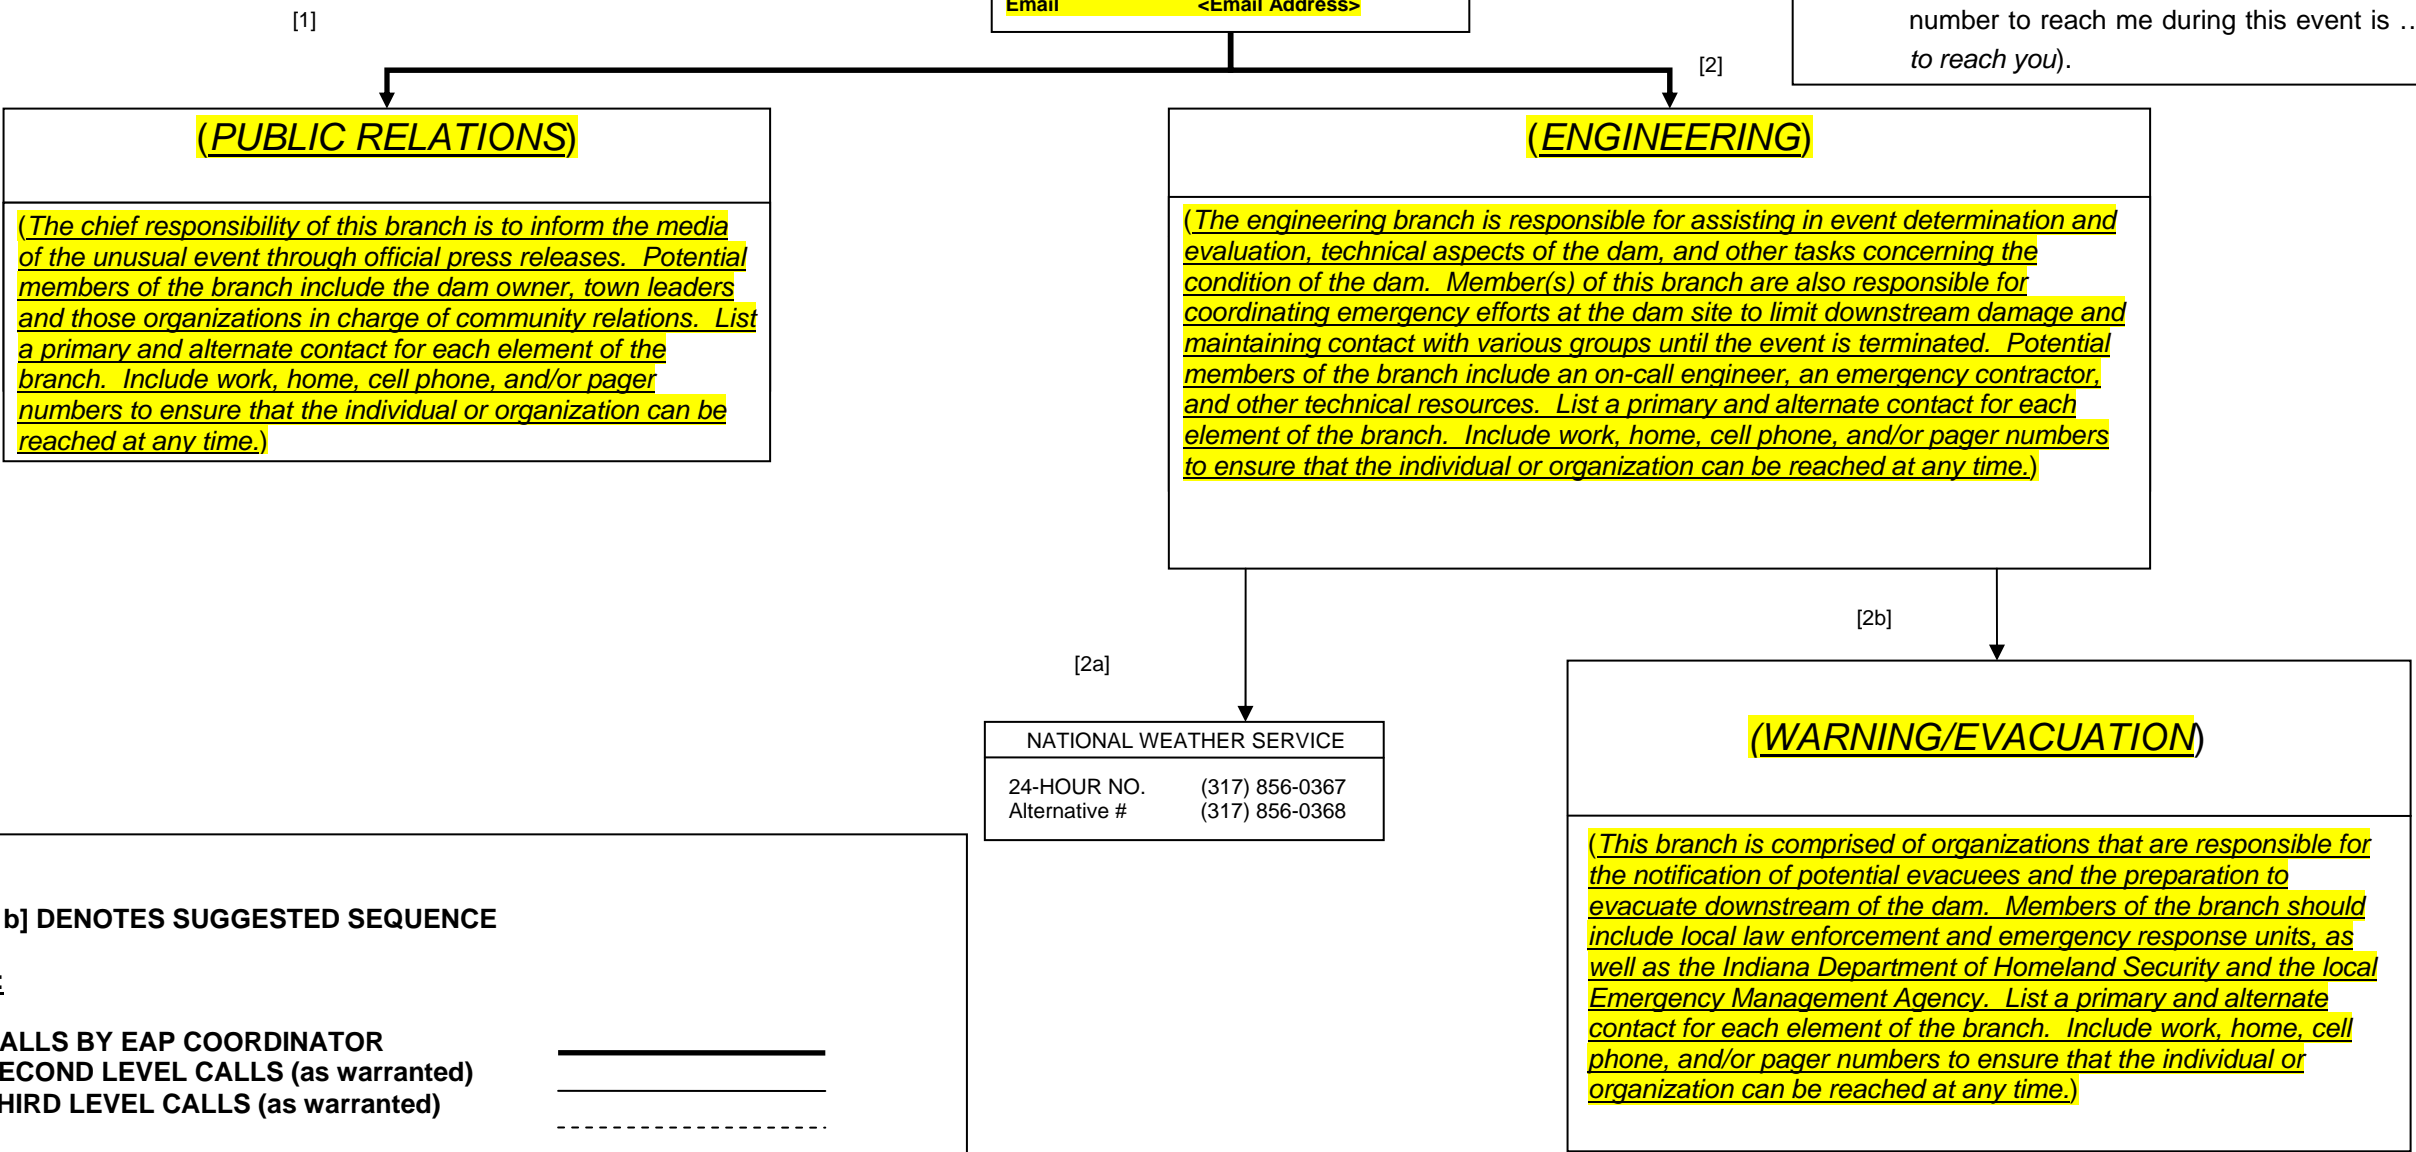 [1]
Email <Email Address>
number to reach me during this event is …
to reach you).
[2]
(PUBLIC RELATIONS)
(The chief responsibility of this branch is to inform the media
of the unusual event through official press releases. Potential
members of the branch include the dam owner, town leaders
and those organizations in charge of community relations. List
a primary and alternate contact for each element of the
branch. Include work, home, cell phone, and/or pager
numbers to ensure that the individual or organization can be
reached at any time.)
(ENGINEERING)
(The engineering branch is responsible for assisting in event determination and
evaluation, technical aspects of the dam, and other tasks concerning the
condition of the dam. Member(s) of this branch are also responsible for
coordinating emergency efforts at the dam site to limit downstream damage and
maintaining contact with various groups until the event is terminated. Potential
members of the branch include an on-call engineer, an emergency contractor,
and other technical resources. List a primary and alternate contact for each
element of the branch. Include work, home, cell phone, and/or pager numbers
to ensure that the individual or organization can be reached at any time.)
[2a]
[2b]
NATIONAL WEATHER SERVICE
24-HOUR NO. (317) 856-0367
Alternative # (317) 856-0368
(WARNING/EVACUATION)
(This branch is comprised of organizations that are responsible for
the notification of potential evacuees and the preparation to
evacuate downstream of the dam. Members of the branch should
include local law enforcement and emergency response units, as
well as the Indiana Department of Homeland Security and the local
Emergency Management Agency. List a primary and alternate
contact for each element of the branch. Include work, home, cell
phone, and/or pager numbers to ensure that the individual or
organization can be reached at any time.)
b] DENOTES SUGGESTED SEQUENCE
ALLS BY EAP COORDINATOR
ECOND LEVEL CALLS (as warranted)
HIRD LEVEL CALLS (as warranted)